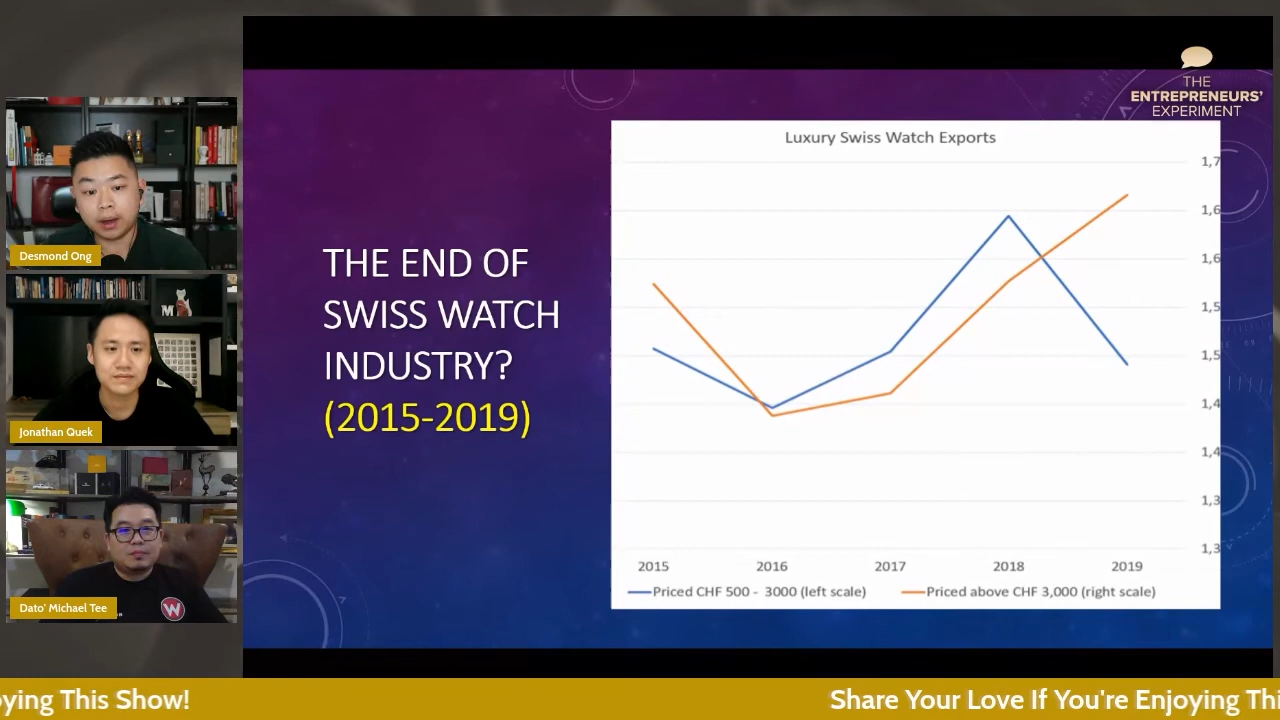 THE
ENTREPRENEURS'
EXPERIMENT
Desmond Ong
Jonathan Quek
M
Dato' Michael Tee
W
THE END OF
SWISS WATCH
INDUSTRY?
(2015-2019)
Luxury Swiss Watch Exports
1,7
1,6
1,6
1,5
1,5
1,4
1,4
1,3
1,3
2015 2016 2017 2018 2019
Priced CHF 500 - 3000 (left scale) Priced above CHF 3,000 (right scale)
oying This Show! Share Your Love If You're Enjoying Thi